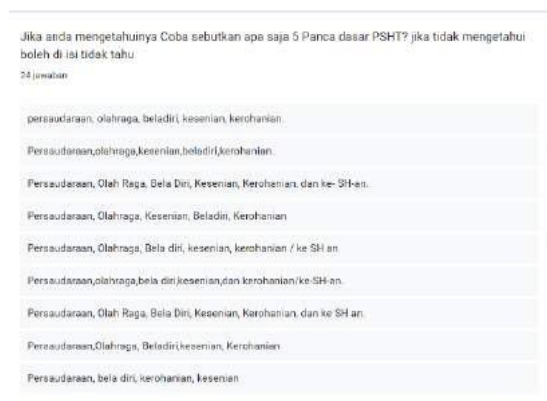 Jika anda mengetahuinya Coba sebutkan apa saja 5 Panca dasar PSHT? jika tidak mengetahui
boleh di isi tidak tahu
24 jawaban
persaudaraan, olahraga, beladiri, kesenian, kerohanian.
Persaudaraan,olahraga,kesenian,beladiri,kerohanian.
Persaudaraan, Olah Raga, Bela Diri, Kesenian, Kerohanian, dan ke- SH-an.
Persaudaraan, Olahraga, Kesenian, Beladiri, Kerohanian
Persaudaraan, Olahraga, Bela diri, kesenian, kerohanian / ke SH an
Persaudaraan,olahraga,bela diri,kesenian,dan kerohanian/ke-SH-an.
Persaudaraan, Olah Raga, Bela Diri, Kesenian, Kerohanian, dan ke SH an.
Persaudaraan,Olahraga, Beladiri,kesenian, Kerohanian
Persaudaraan, bela diri, kerohanian, kesenian